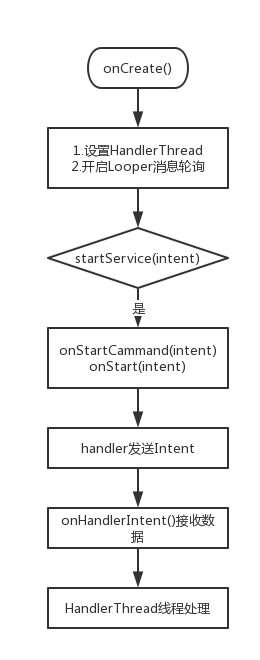 onCreate()
1.设置HandlerThread
2.开启Looper消息轮询
startService(intent)
是
onStartCammand(intent)
onStart(intent)
handler发送Intent
onHandlerIntent()接收数
据
HandlerThread线程处理